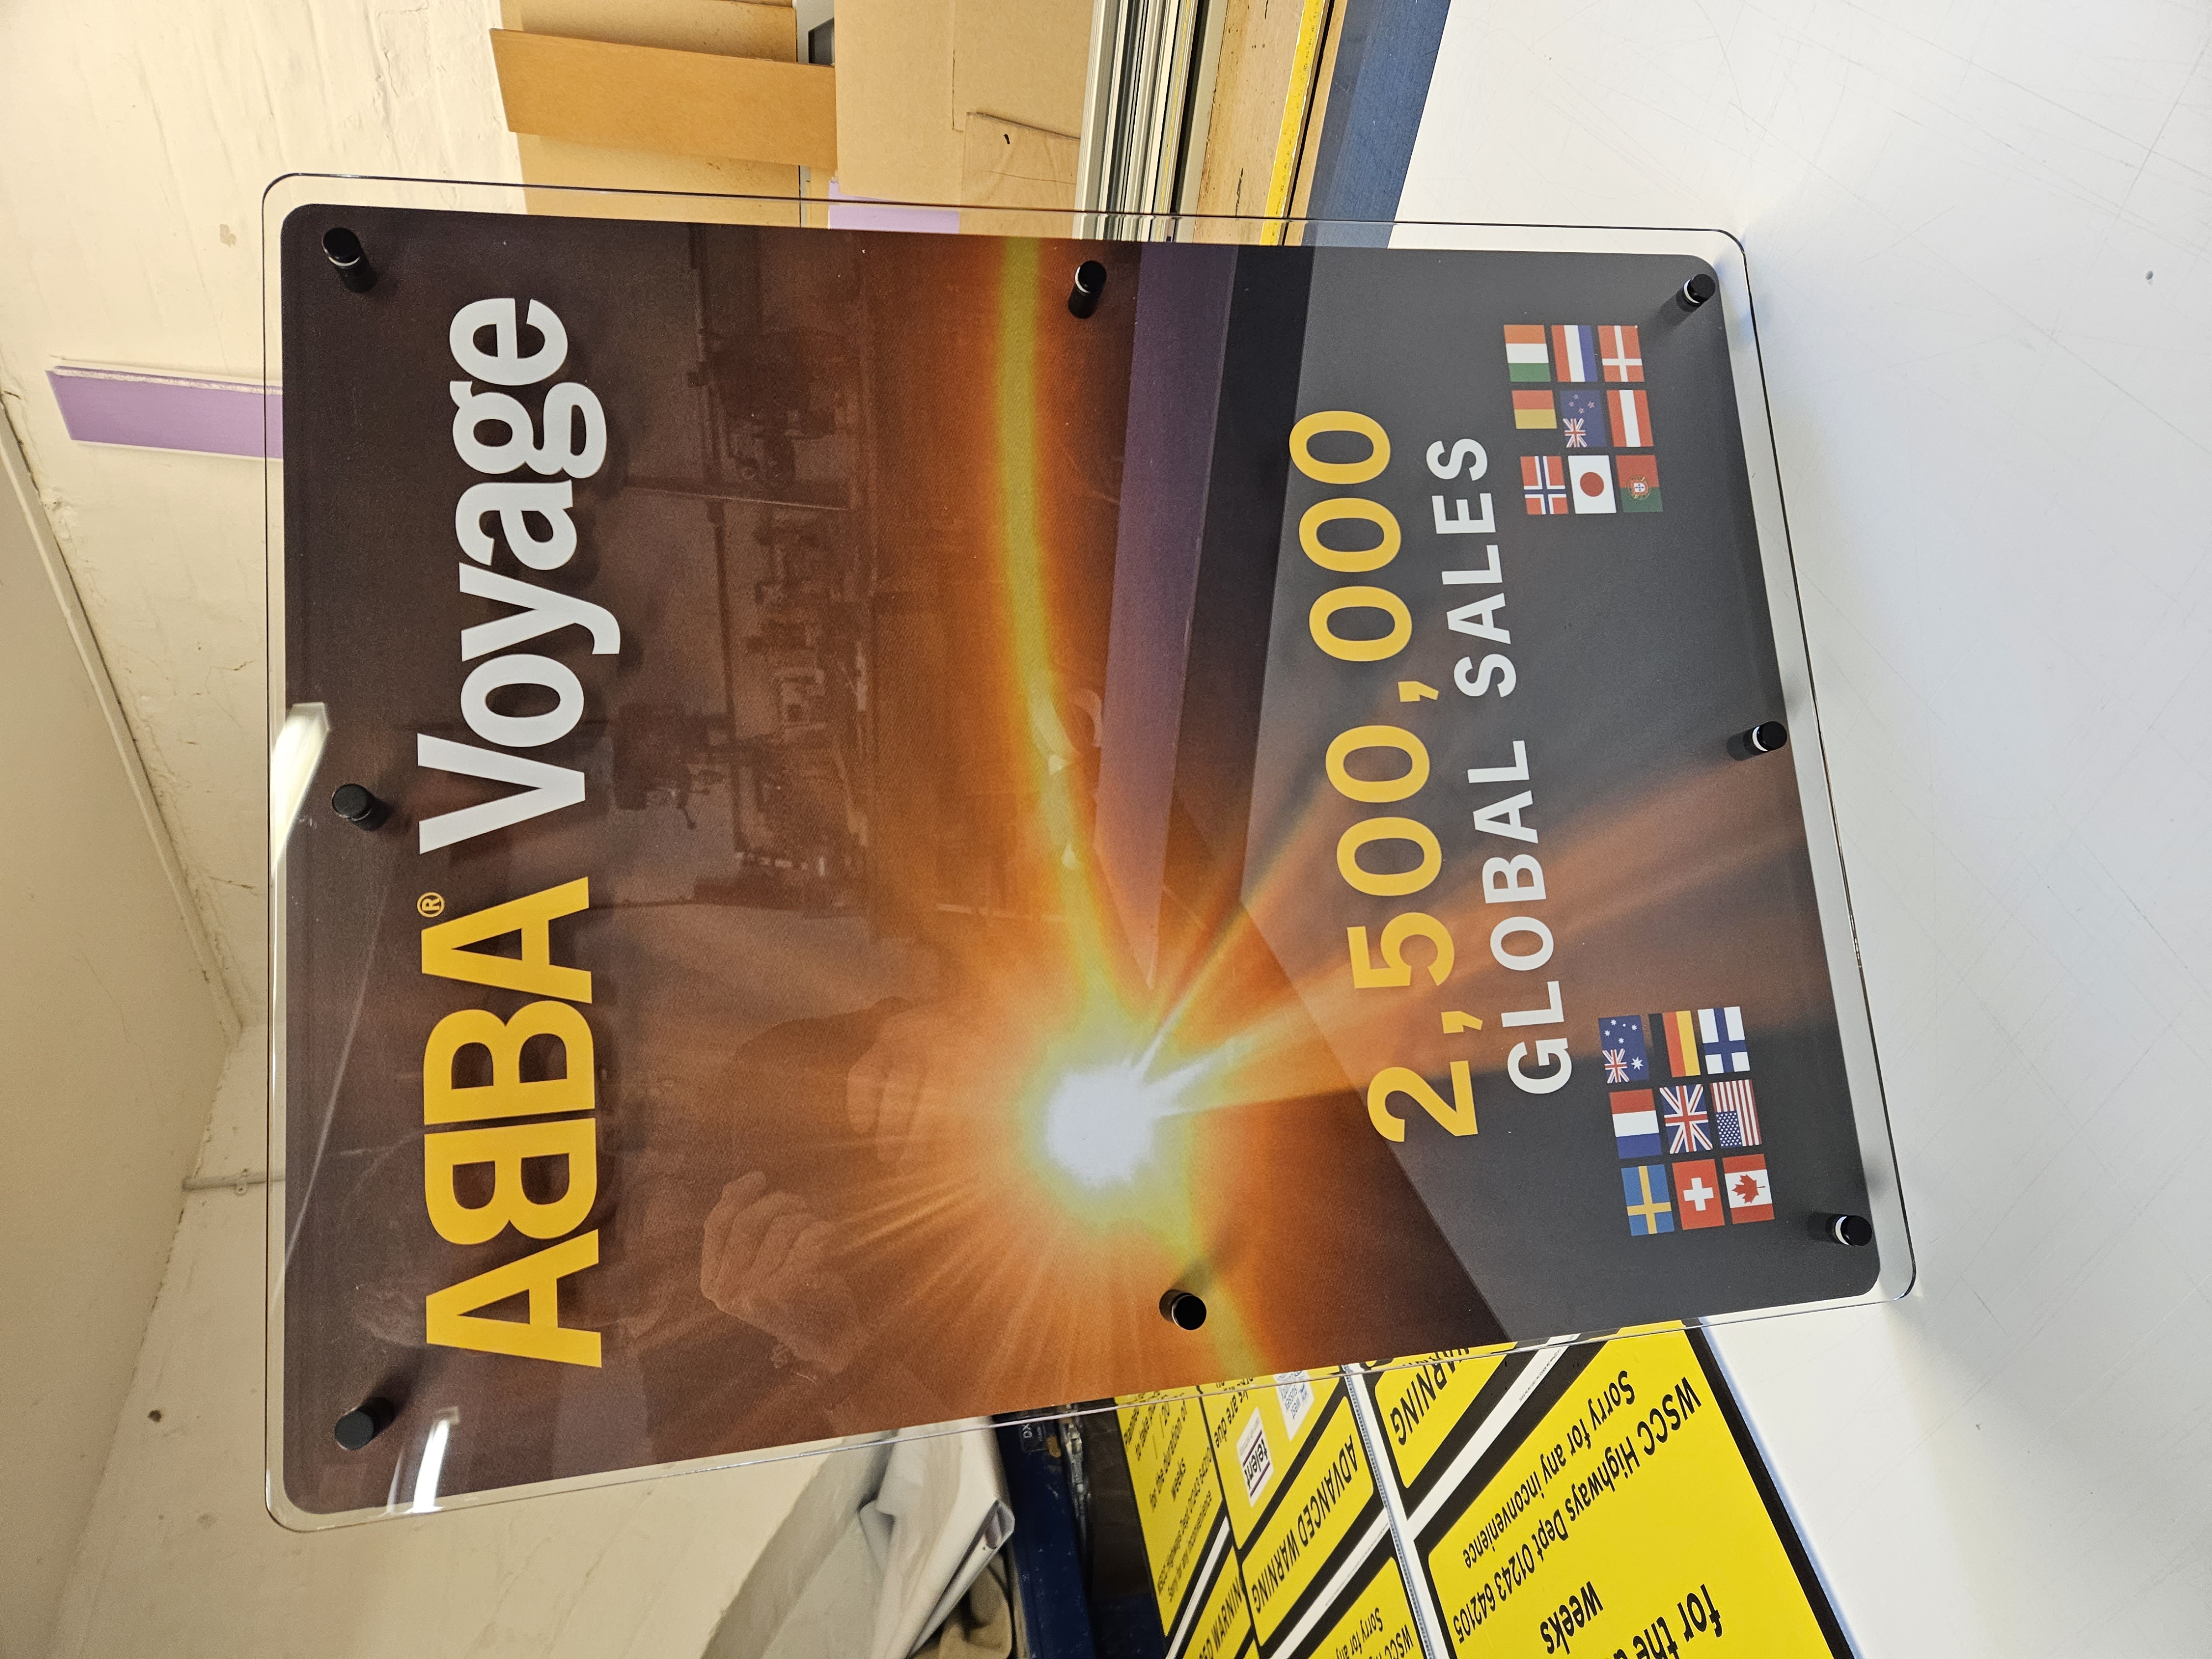 ABBA® Voyage
2,500,000
GLOBAL SALES
WARNING
ADVANCED WARNING
telent
WSCC Highways Dept 01243 642105
Sorry for any inconvenience
weeks
for the